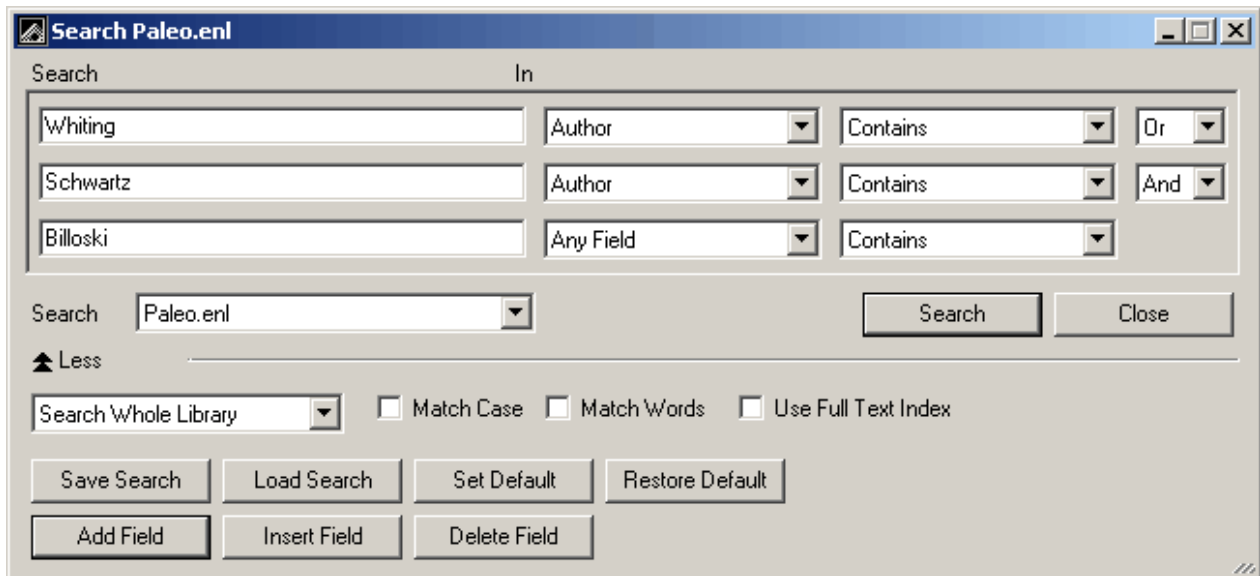 Search Paleo.enl
Search In
Whiting Author Contains Or
Schwartz Author Contains And
Billoski Any Field Contains
Search Paleo.enl Search Close
Less
Search Whole Library Match Case Match Words Use Full Text Index
Save Search Load Search Set Default Restore Default
Add Field Insert Field Delete Field